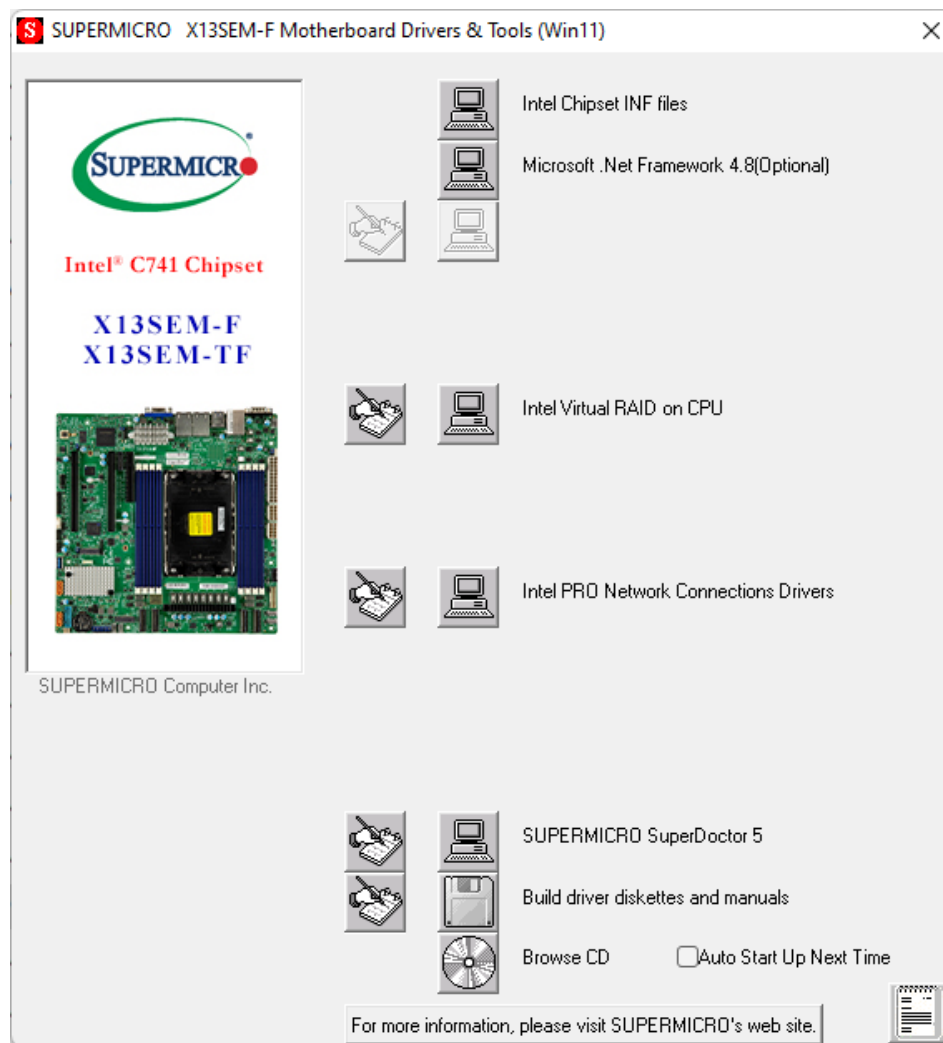 S SUPERMICRO X13SEM-F Motherboard Drivers & Tools (Win11)
SUPERMICR
Intel® C741 Chipset
X13SEM-F
X13SEM-TF
SUPERMICRO Computer Inc.
Intel Chipset INF files
Microsoft .Net Framework 4.8(Optional)
Intel Virtual RAID on CPU
Intel PRO Network Connections Drivers
SUPERMICRO SuperDoctor 5
Build driver diskettes and manuals
Browse CD
Auto Start Up Next Time
For more information, please visit SUPERMICRO's web site.